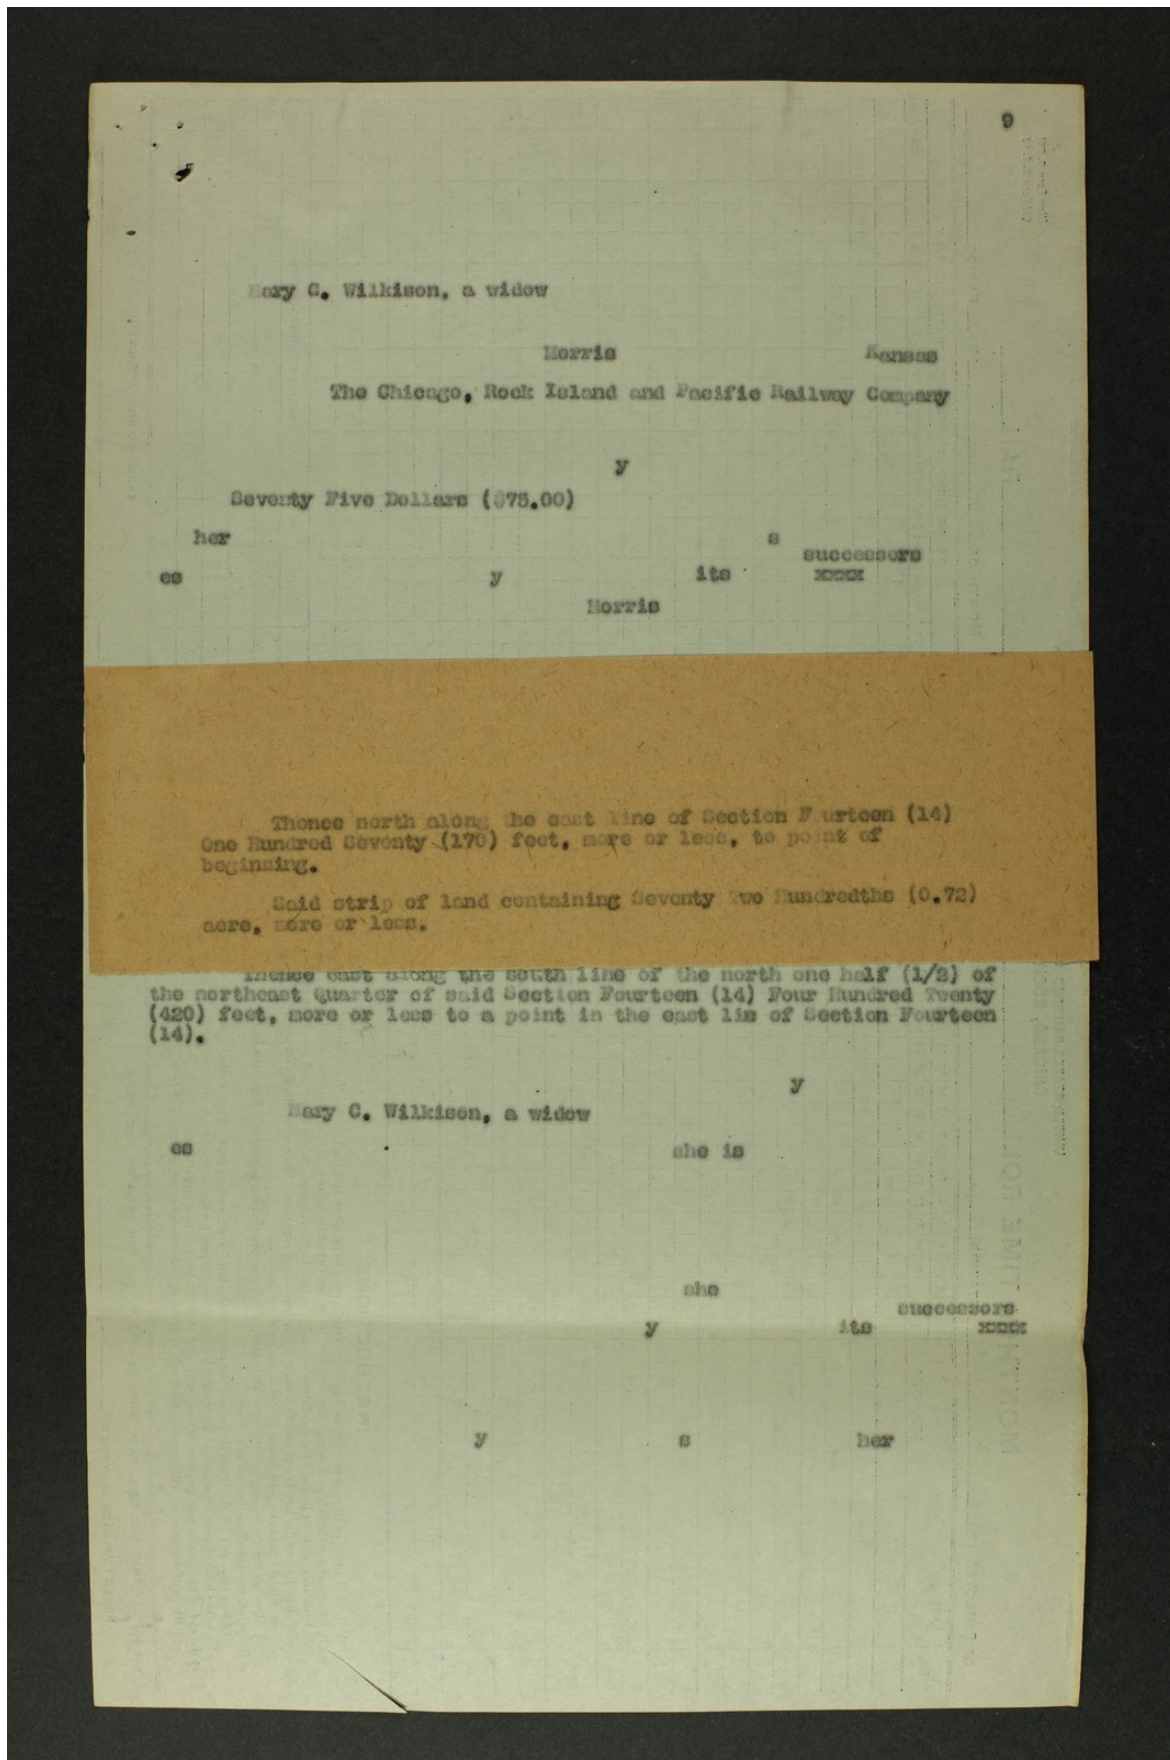 9
Mary C. Wilkison, a widow
Morris Kansas
The Chicago, Rock Island and Pacific Railway Company
y
Seventy Five Dollars ($75.00)
her s
successors
es y its xxxx
Morris
Thence north along the east line of Section Fourteen (14)
One Hundred Seventy (170) feet, more or less, to point of
beginning.
Said strip of land containing Seventy Two Hundredths (0.72)
acre, more or less.
Thence east along the south line of the north one half (1/2) of
the northeast Quarter of said Section Fourteen (14) Four Hundred Twenty
(420) feet, more or less to a point in the east lin of Section Fourteen
(14).
y
Mary C. Wilkison, a widow
es she is
she
successors
y its xxxx
y s her